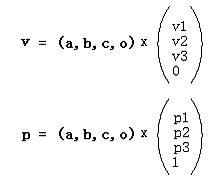 v1
v = (a,b,c,o) x v2
v3
0
p1
p = (a,b,c,o) x p2
p3
1